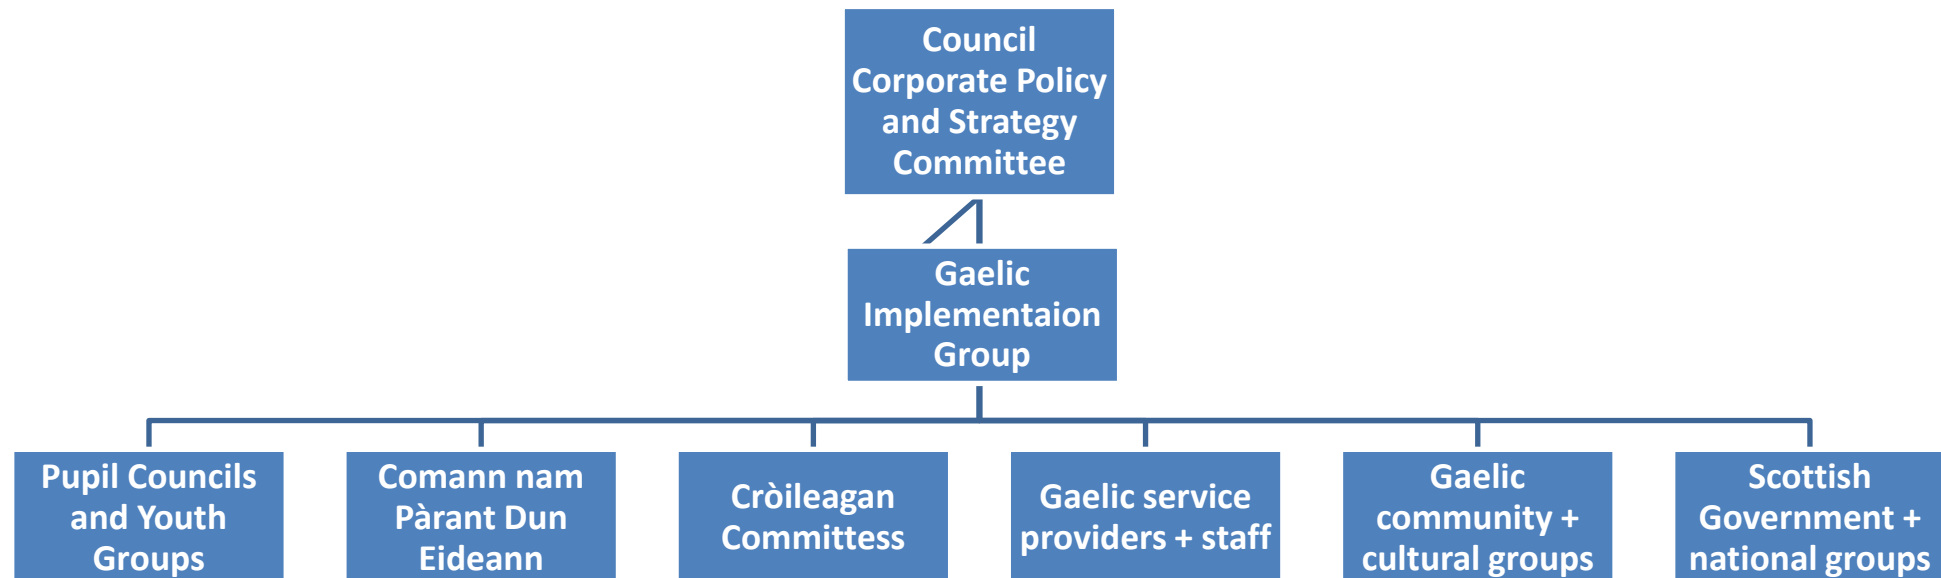 Council
Corporate Policy
and Strategy
Committee
Gaelic
Implementaion
Group
Pupil Councils
and Youth
Groups
Comann nam
Pàrant Dun
Eideann
Cròileagan
Committess
Gaelic service
providers + staff
Gaelic
community +
cultural groups
Scottish
Government +
national groups